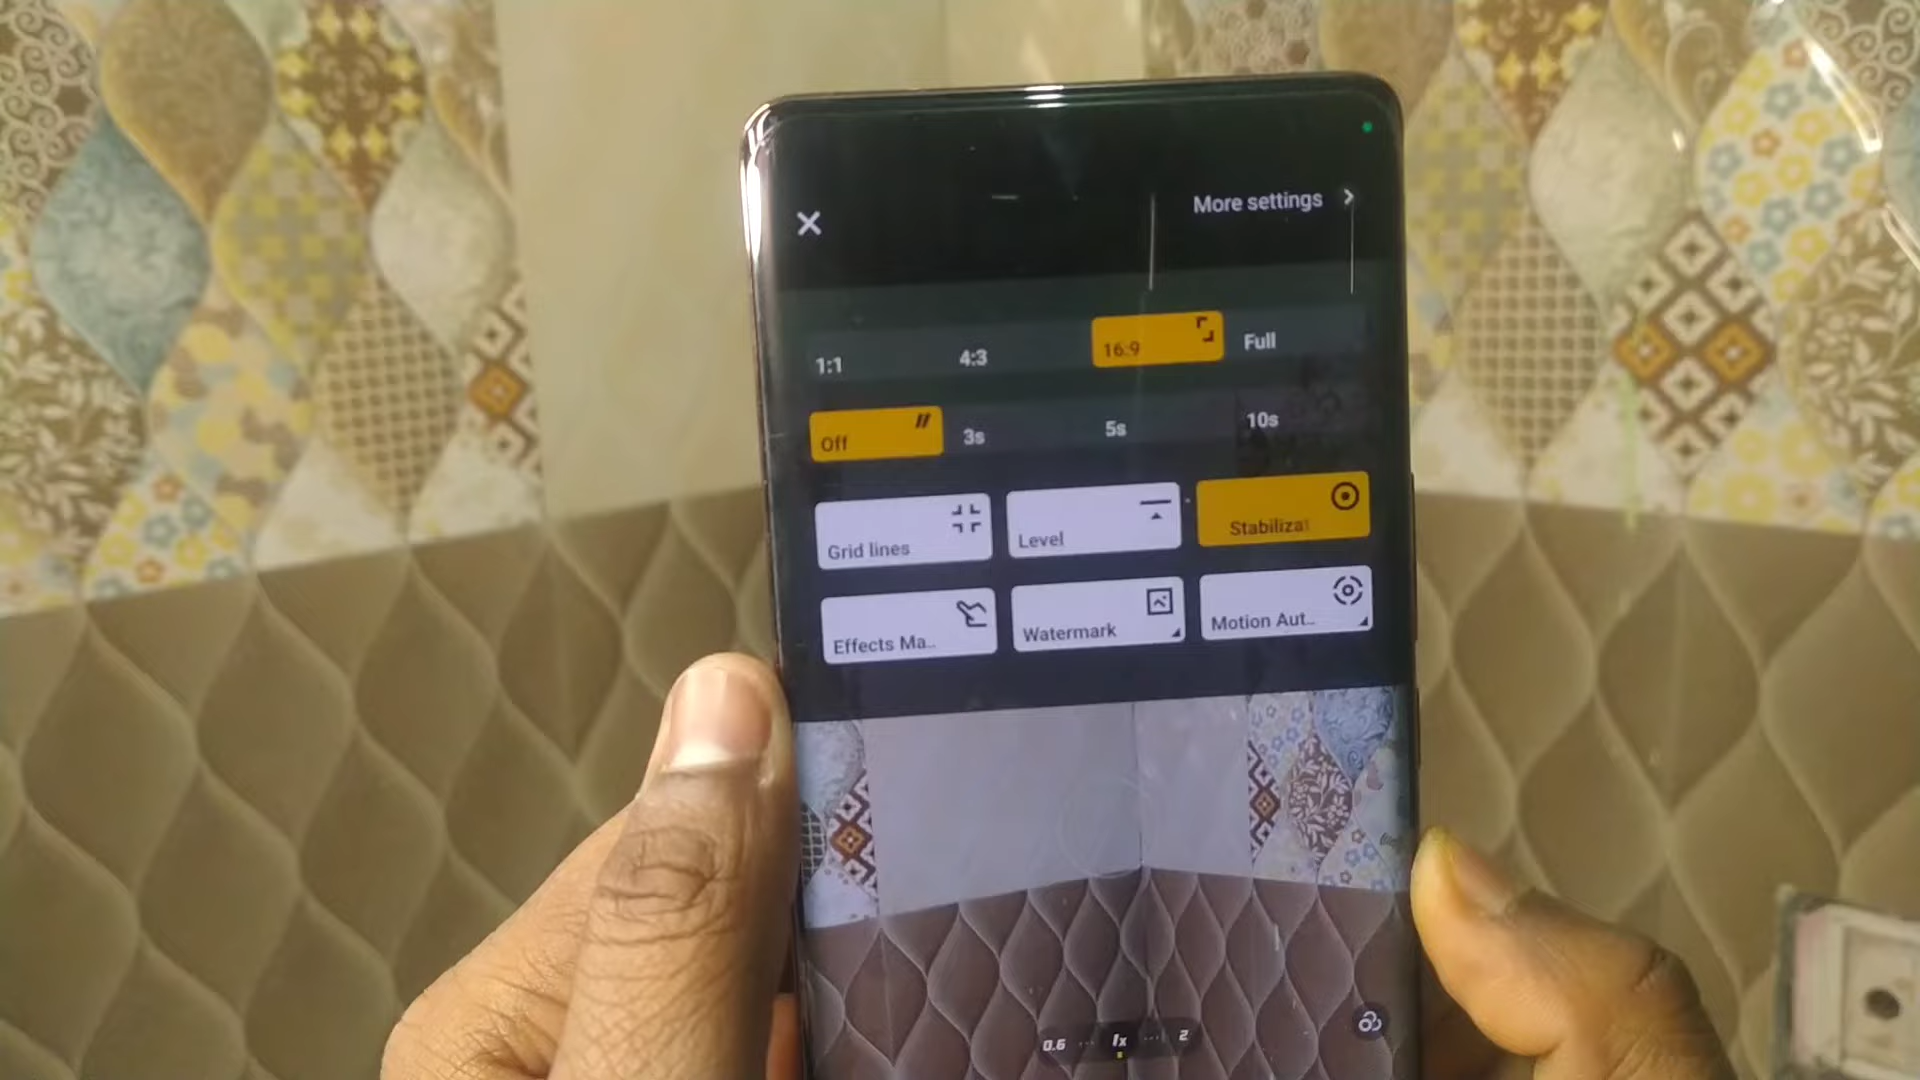 More settings
1:1 4:3 16:9 Full
Off 3s 5s 10s
Grid lines Level Stabilizat
Effects Ma.. Watermark Motion Aut..
0.6 1x 2